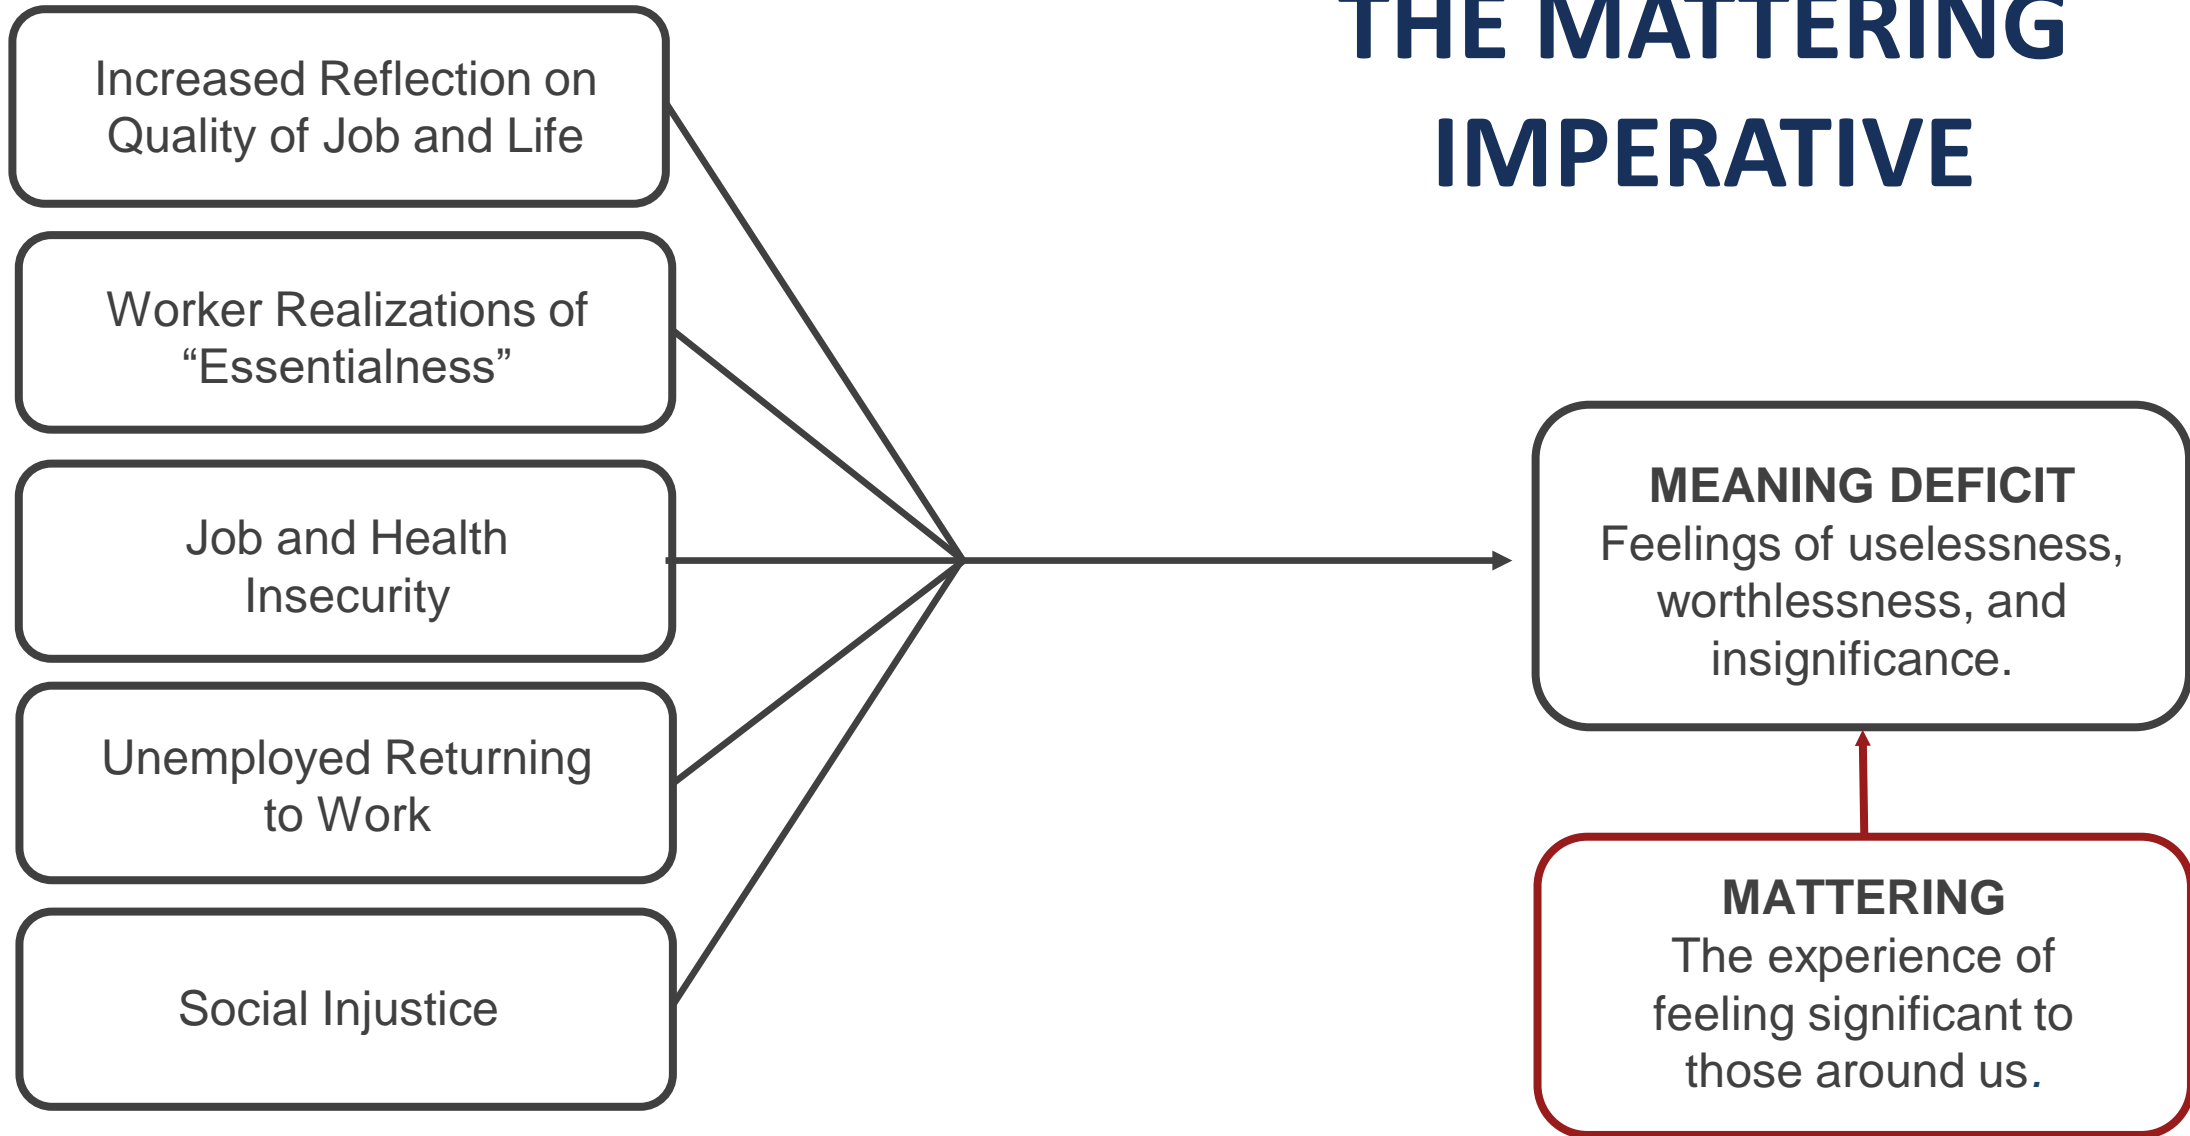 THE MATTERING
IMPERATIVE
Increased Reflection on
Quality of Job and Life
Worker Realizations of
“Essentialness”
Job and Health
Insecurity
Unemployed Returning
to Work
Social Injustice
MEANING DEFICIT
Feelings of uselessness,
worthlessness, and
insignificance.
MATTERING
The experience of
feeling significant to
those around us.